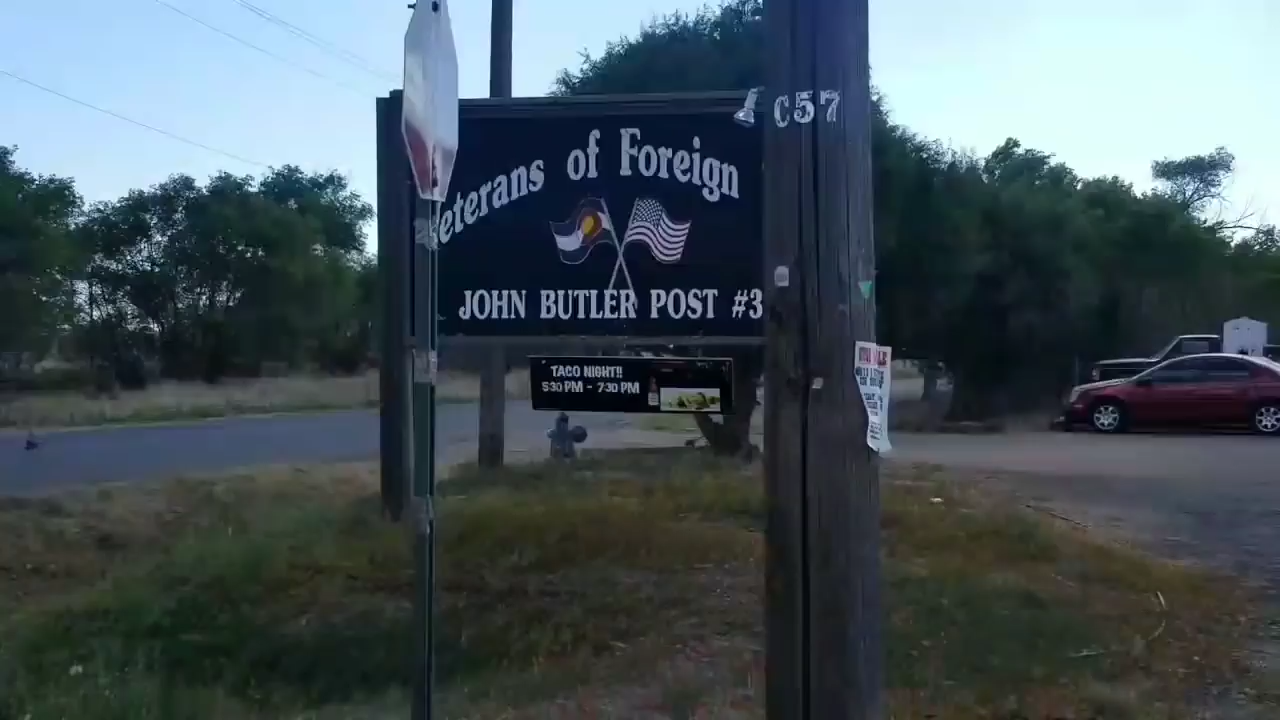 C57
eterans of Foreign
JOHN BUTLER POST #3
TACO NIGHT!!
5:30 PM - 7:30 PM